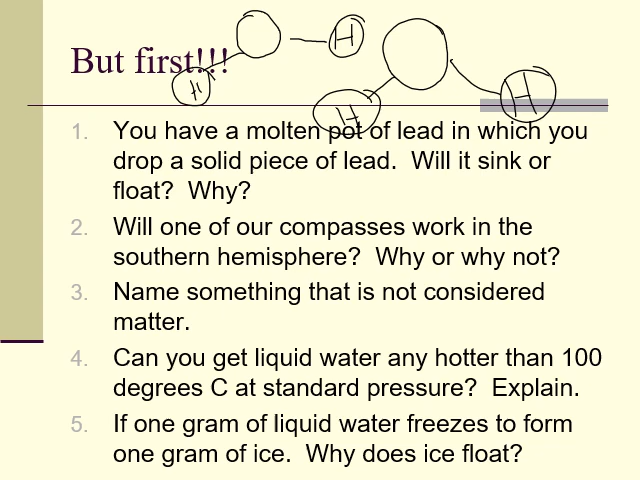 H
But first!!!
H
H
H
1. You have a molten pot of lead in which you
drop a solid piece of lead.  Will it sink or
float?  Why?
2. Will one of our compasses work in the
southern hemisphere?  Why or why not?
3. Name something that is not considered
matter.
4. Can you get liquid water any hotter than 100
degrees C at standard pressure?  Explain.
5. If one gram of liquid water freezes to form
one gram of ice.  Why does ice float?